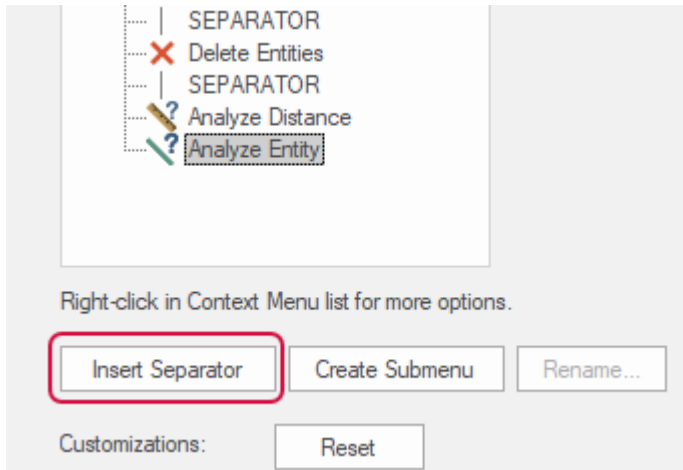 SEPARATOR
Delete Entities
SEPARATOR
Analyze Distance
Analyze Entity
Right-click in Context Menu list for more options.
Insert Separator Create Submenu Rename...
Customizations: Reset